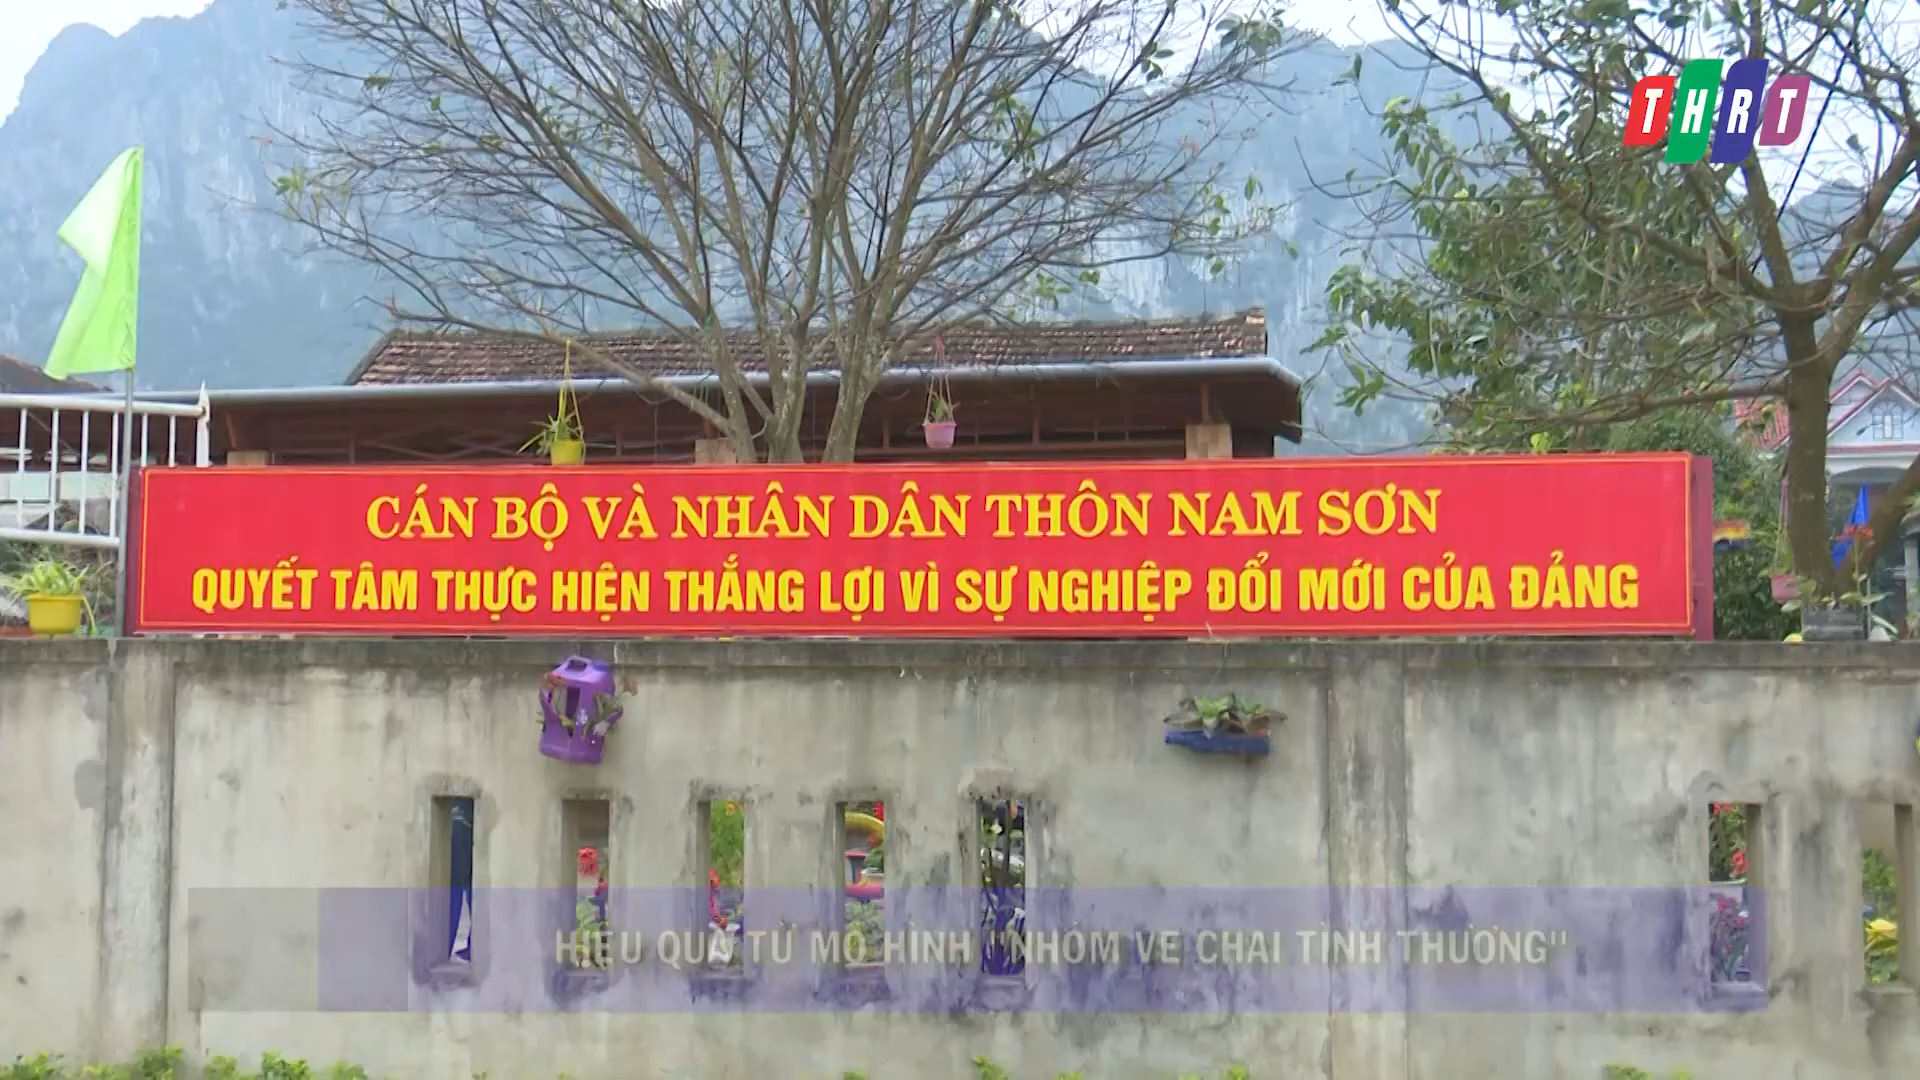 THRT
CÁN BỘ VÀ NHÂN DÂN THÔN NAM SƠN
QUYẾT TÂM THỰC HIỆN THẮNG LỢI VÌ SỰ NGHIỆP ĐỔI MỚI CỦA ĐẢNG
HIỆU QUẢ TỪ MÔ HÌNH "NHÓM VE CHAI TÌNH THƯƠNG"